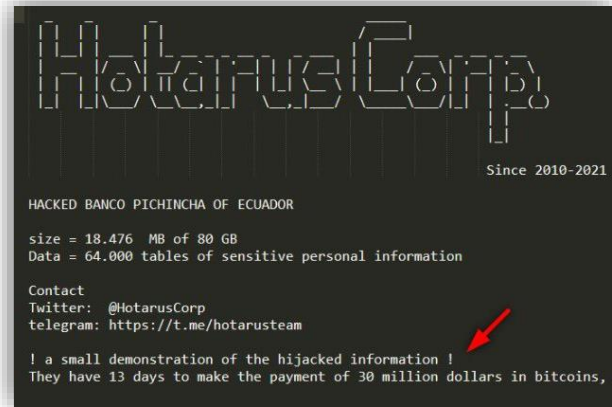 HotarusCorp.
Since 2010-2021
HACKED BANCO PICHINCHA OF ECUADOR
size = 18.476 MB of 80 GB
Data = 64.000 tables of sensitive personal information
Contact
Twitter: @HotarusCorp
telegram: https://t.me/hotarusteam
! a small demonstration of the hijacked information !
They have 13 days to make the payment of 30 million dollars in bitcoins,